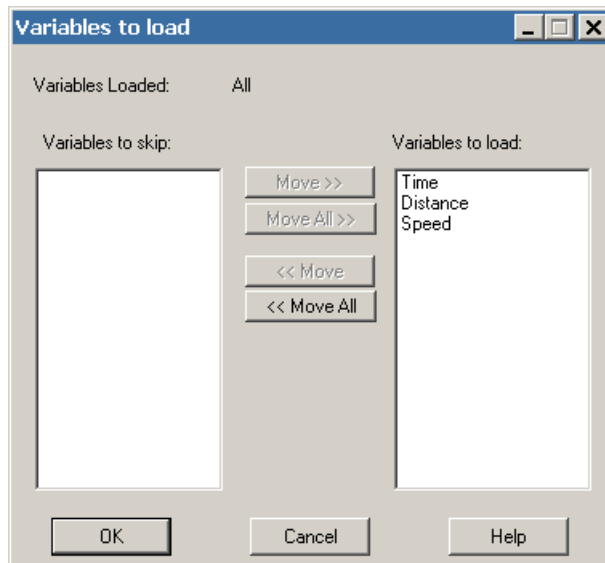 Variables to load
Variables Loaded: All
Variables to skip:
Variables to load:
Move >>
Move All >>
<< Move
<< Move All
Time
Distance
Speed
OK
Cancel
Help